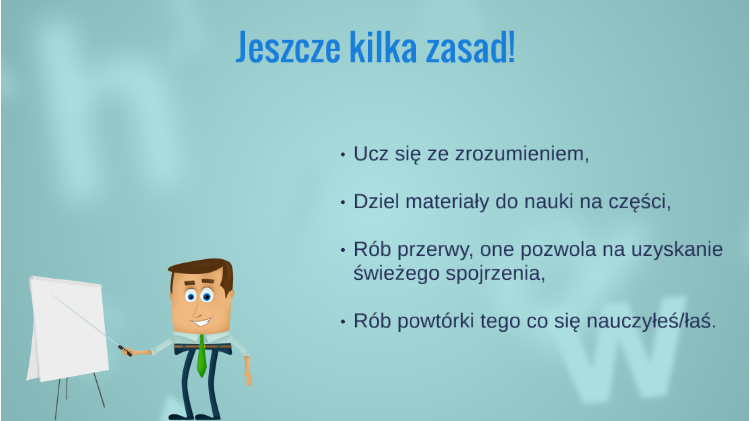 Jeszcze kilka zasad!
• Ucz się ze zrozumieniem,
• Dziel materiały do nauki na części,
• Rób przerwy, one pozwola na uzyskanie
świeżego spojrzenia,
• Rób powtórki tego co się nauczyłeś/łaś.
h
w